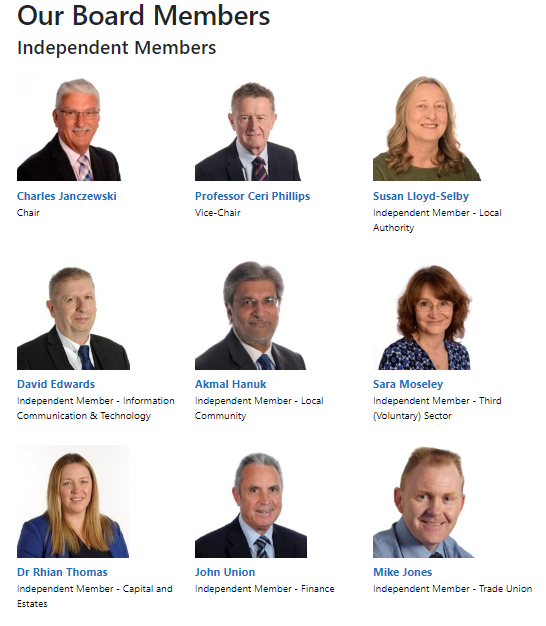 Our Board Members
Independent Members
Charles Janczewski
Chair
Professor Ceri Phillips
Vice-Chair
Susan Lloyd-Selby
Independent Member - Local
Authority
David Edwards
Independent Member - Information
Communication & Technology
Akmal Hanuk
Independent Member - Local
Community
Sara Moseley
Independent Member - Third
(Voluntary) Sector
Dr Rhian Thomas
Independent Member - Capital and
Estates
John Union
Independent Member - Finance
Mike Jones
Independent Member - Trade Union